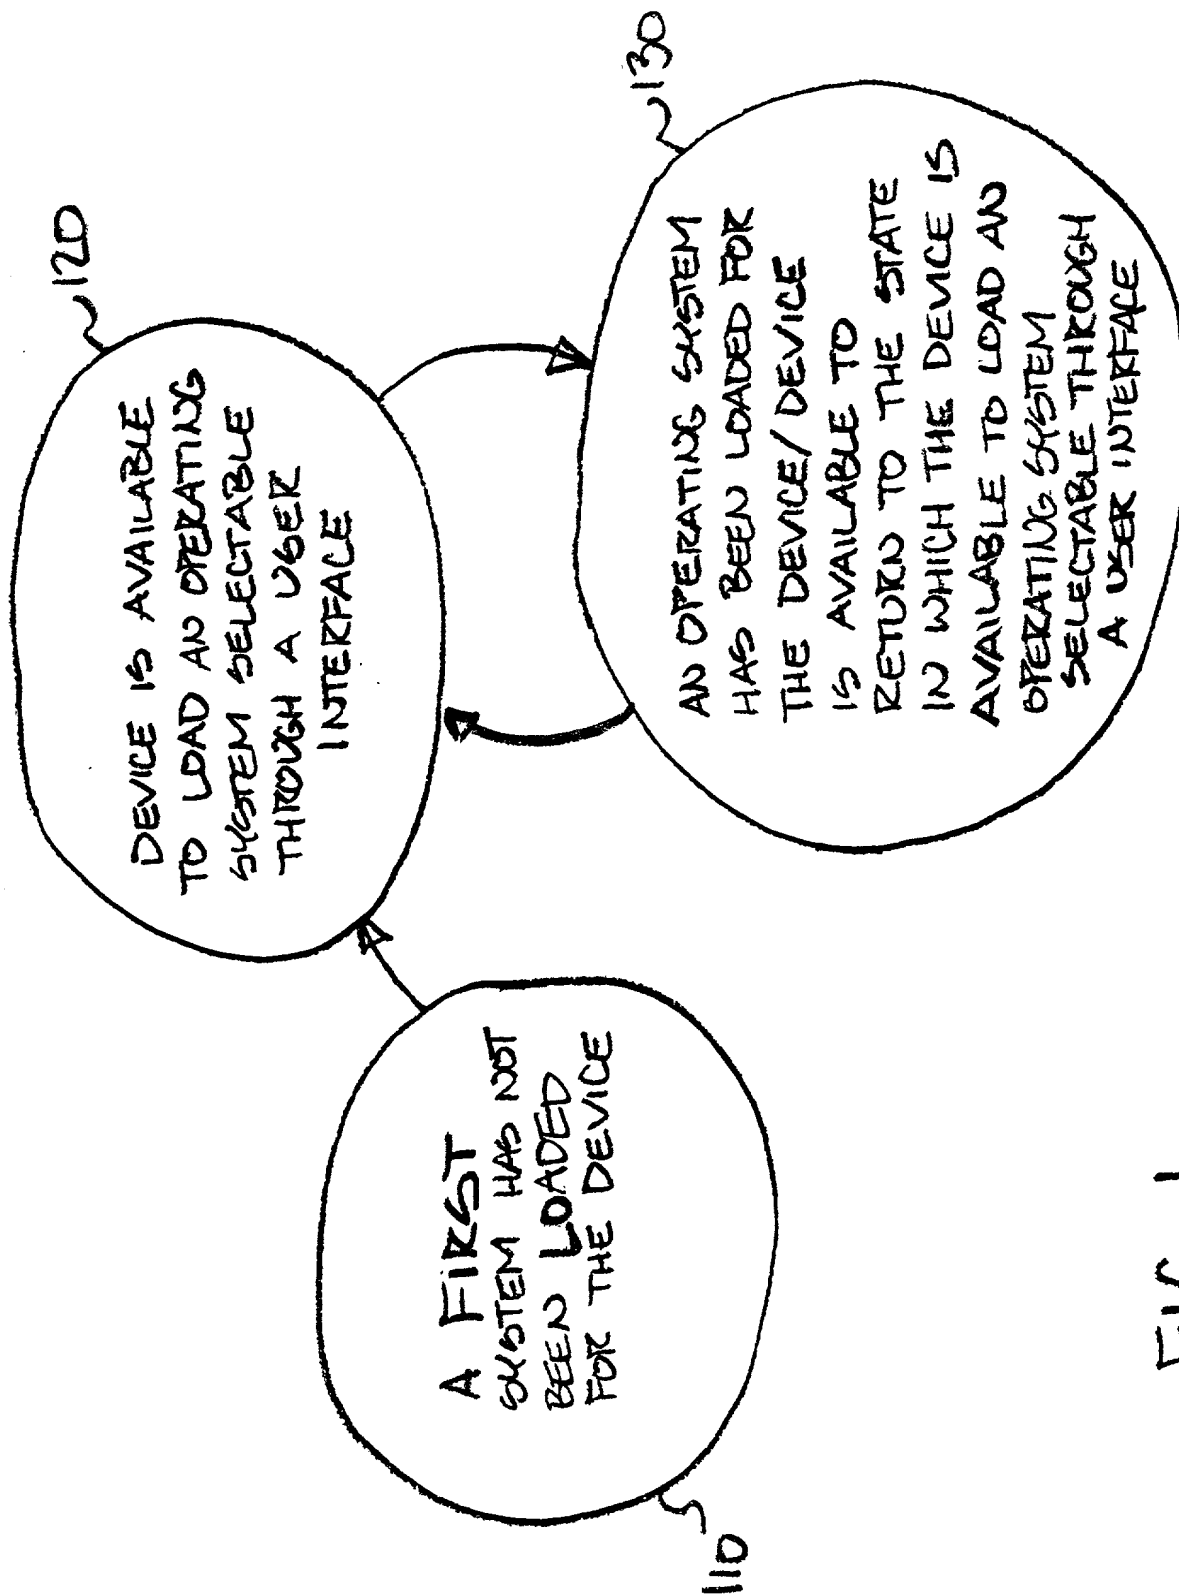 110
A FIRST
SYSTEM HAS NOT
BEEN LOADED
FOR THE DEVICE
120
DEVICE IS AVAILABLE
TO LOAD AN OPERATING
SYSTEM SELECTABLE
THROUGH A USER
INTERFACE
130
AN OPERATING SYSTEM
HAS BEEN LOADED FOR
THE DEVICE/DEVICE
IS AVAILABLE TO
RETURN TO THE STATE
IN WHICH THE DEVICE IS
AVAILABLE TO LOAD AN
OPERATING SYSTEM
SELECTABLE THROUGH
A USER INTERFACE
FIG. 1